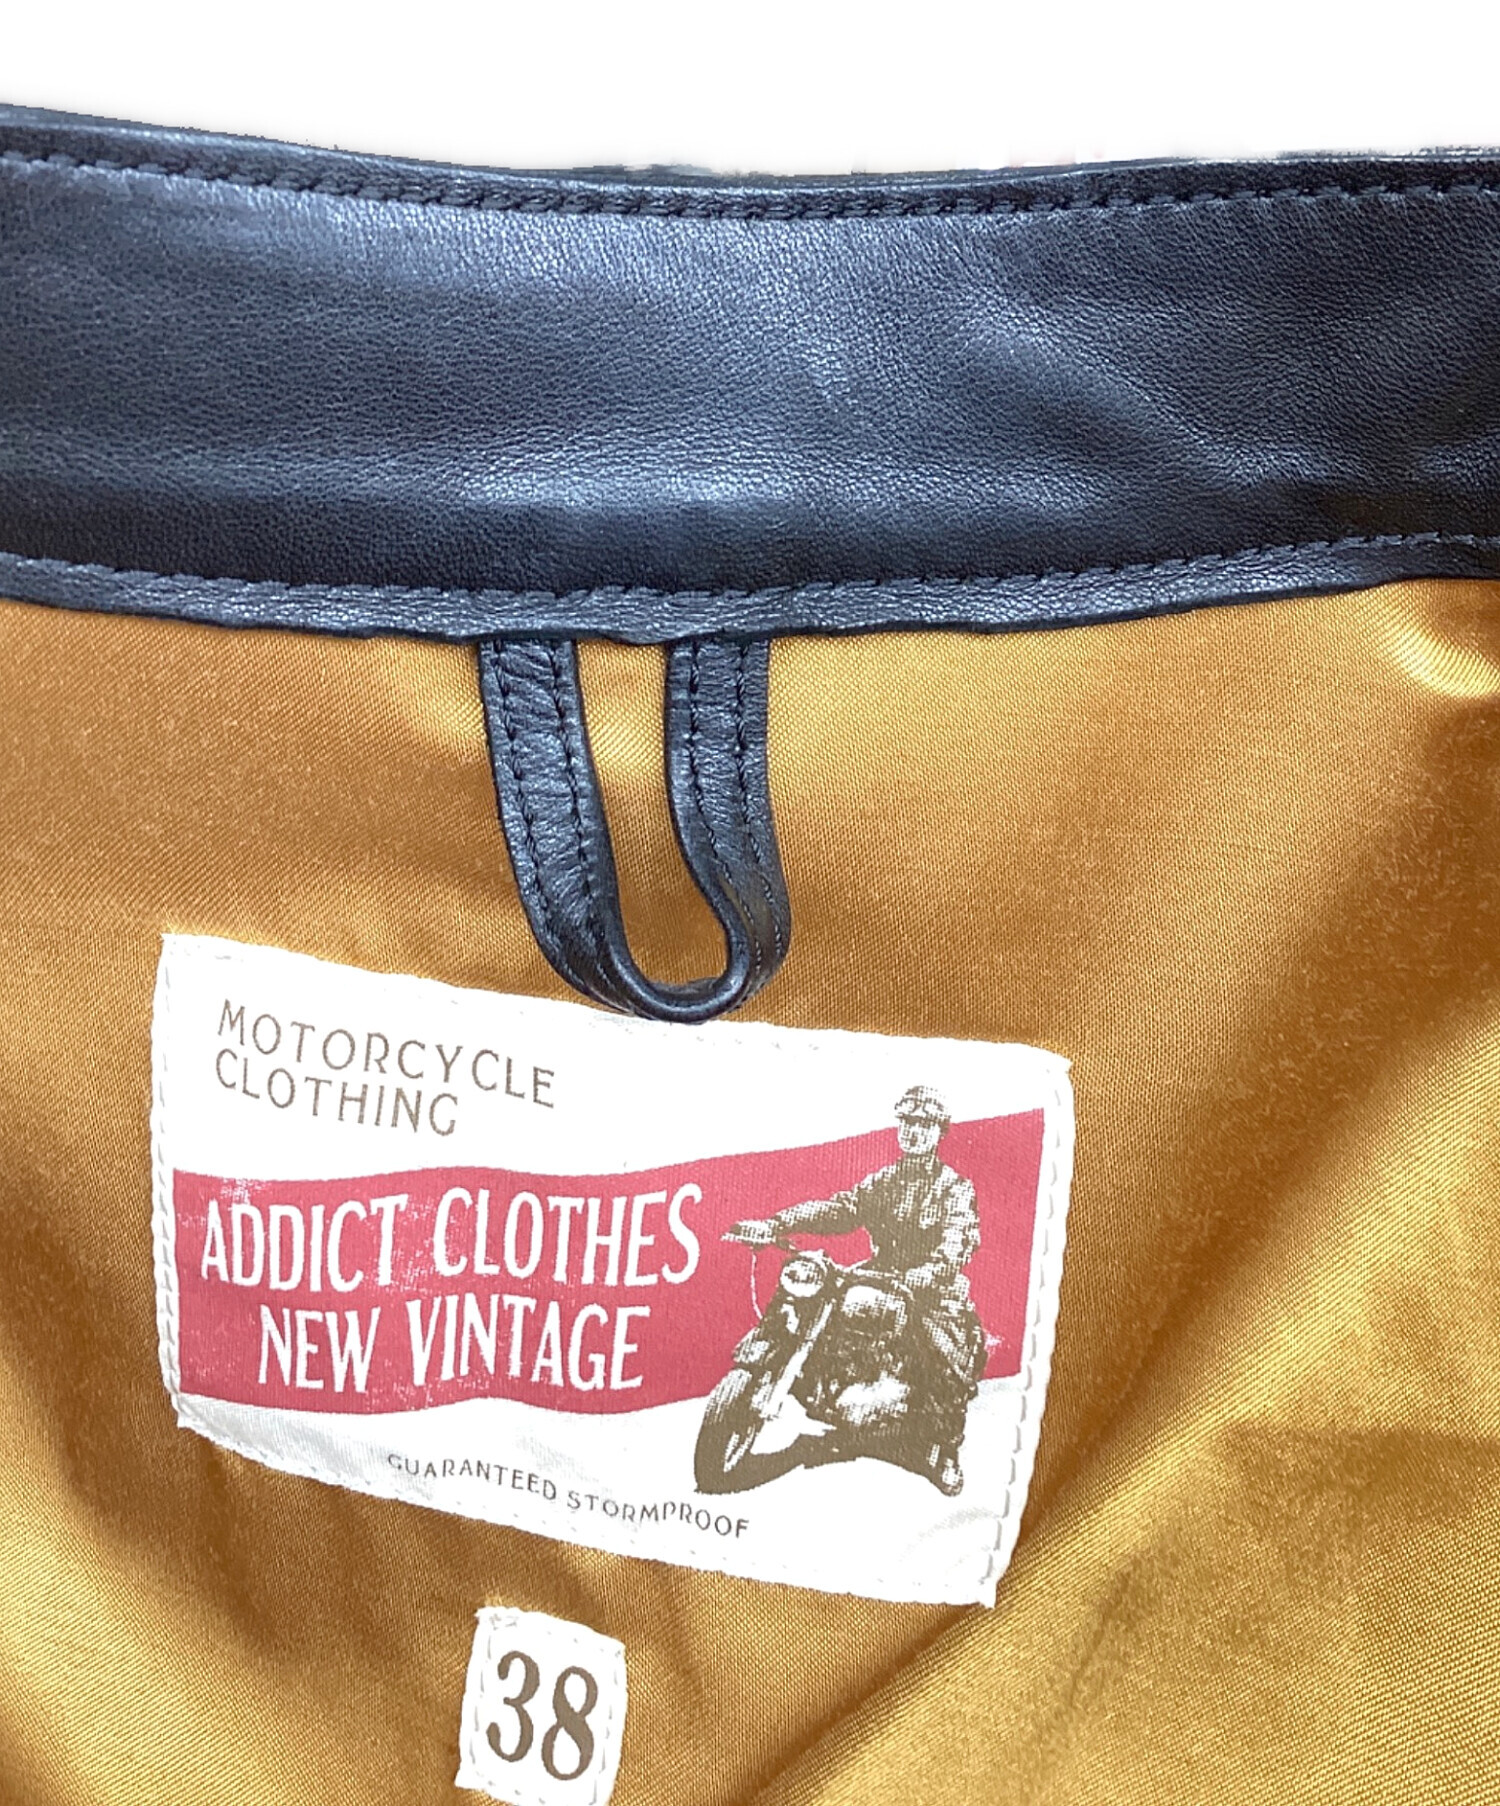 MOTORCYCLE
CLOTHING
ADDICT CLOTHES
NEW VINTAGE
GUARANTEED STORMPROOF
38